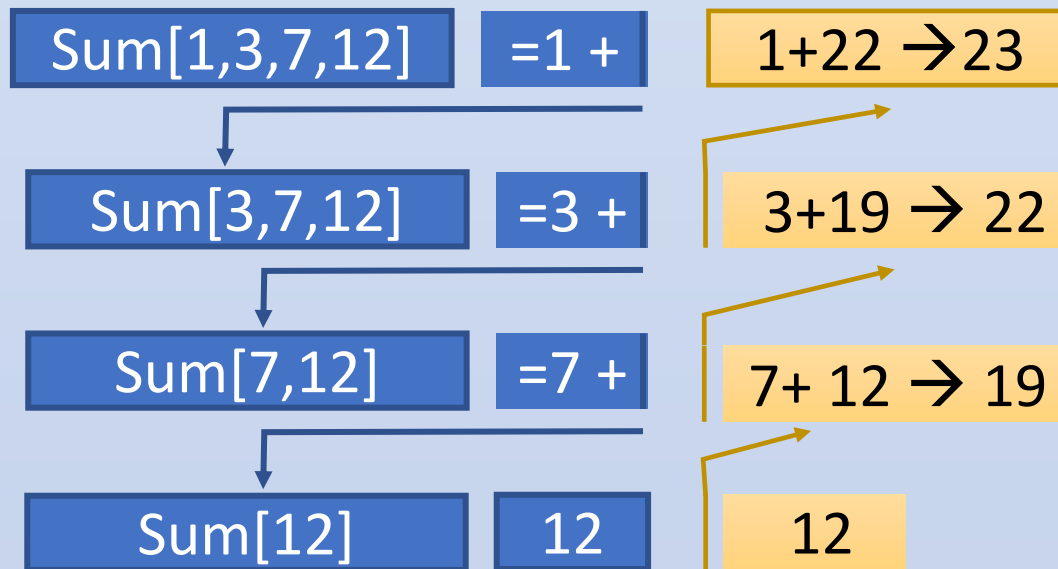 Sum[1,3,7,12] =1 + 1+22 → 23
Sum[3,7,12] =3 + 3+19 → 22
Sum[7,12] =7 + 7+ 12 → 19
Sum[12] 12 12